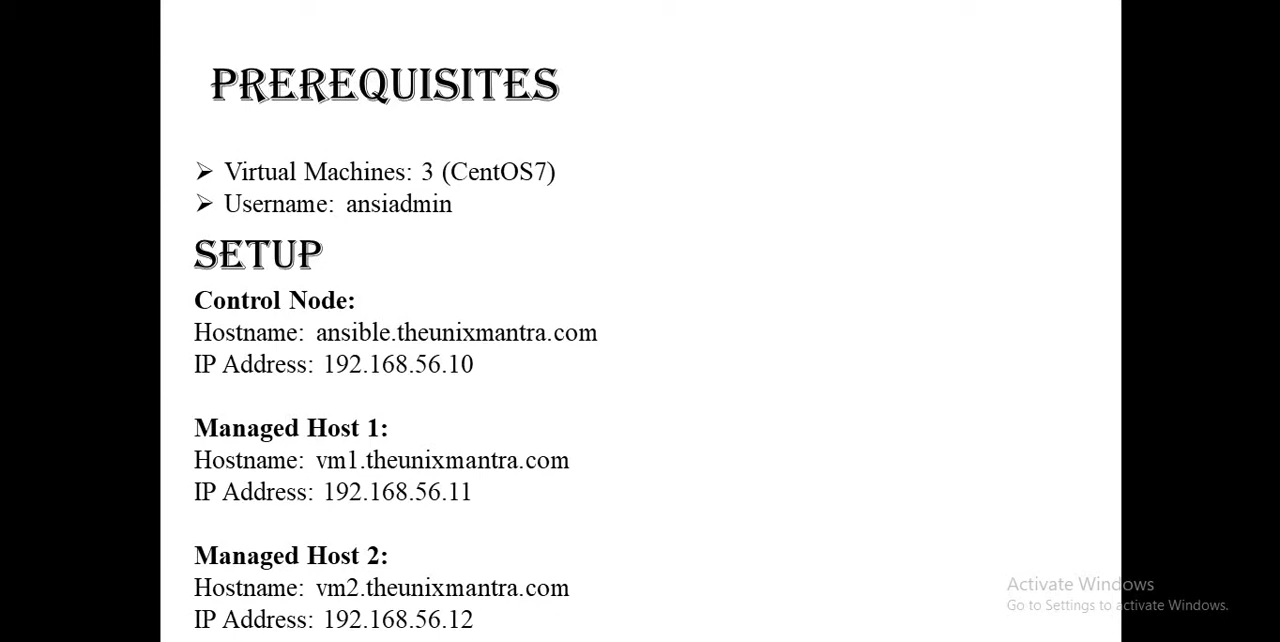 PREREQUISITES
➢ Virtual Machines: 3 (CentOS7)
➢ Username: ansiadmin
SETUP
Control Node:
Hostname: ansible.theunixmantra.com
IP Address: 192.168.56.10
Managed Host 1:
Hostname: vm1.theunixmantra.com
IP Address: 192.168.56.11
Managed Host 2:
Hostname: vm2.theunixmantra.com
IP Address: 192.168.56.12
Activate Windows
Go to Settings to activate Windows.